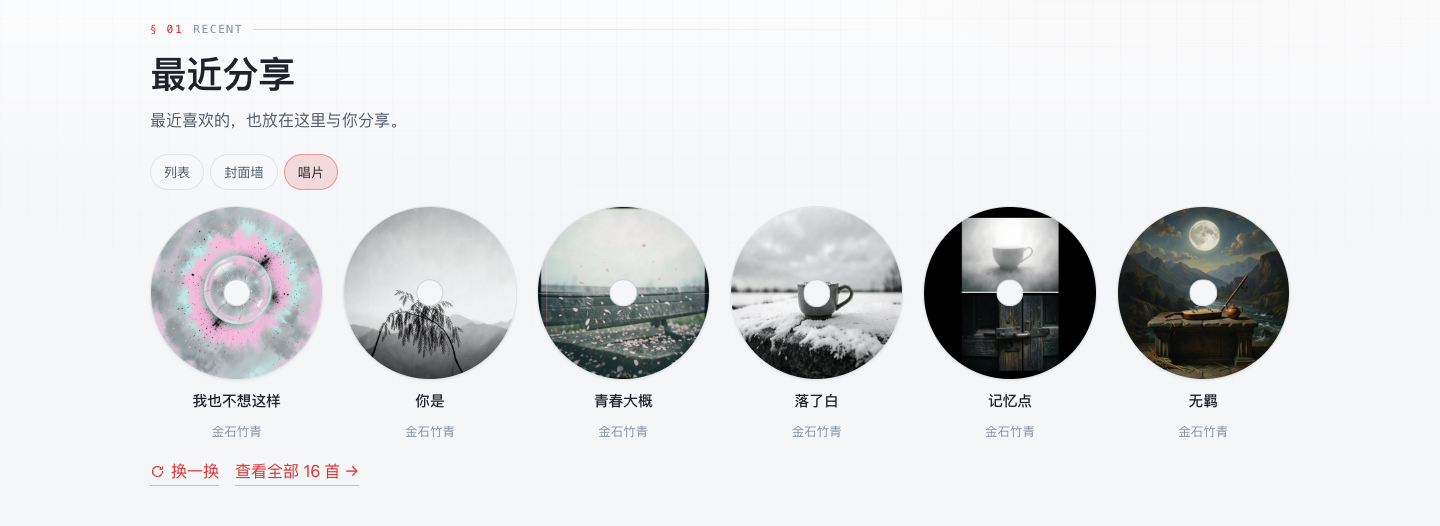 § 01 RECENT
最近分享
最近喜欢的，也放在这里与你分享。
列表 封面墙 唱片
我也不想这样 你是 青春大概 落了白 记忆点 无羁
金石竹青 金石竹青 金石竹青 金石竹青 金石竹青 金石竹青
换一换 查看全部 16 首 →